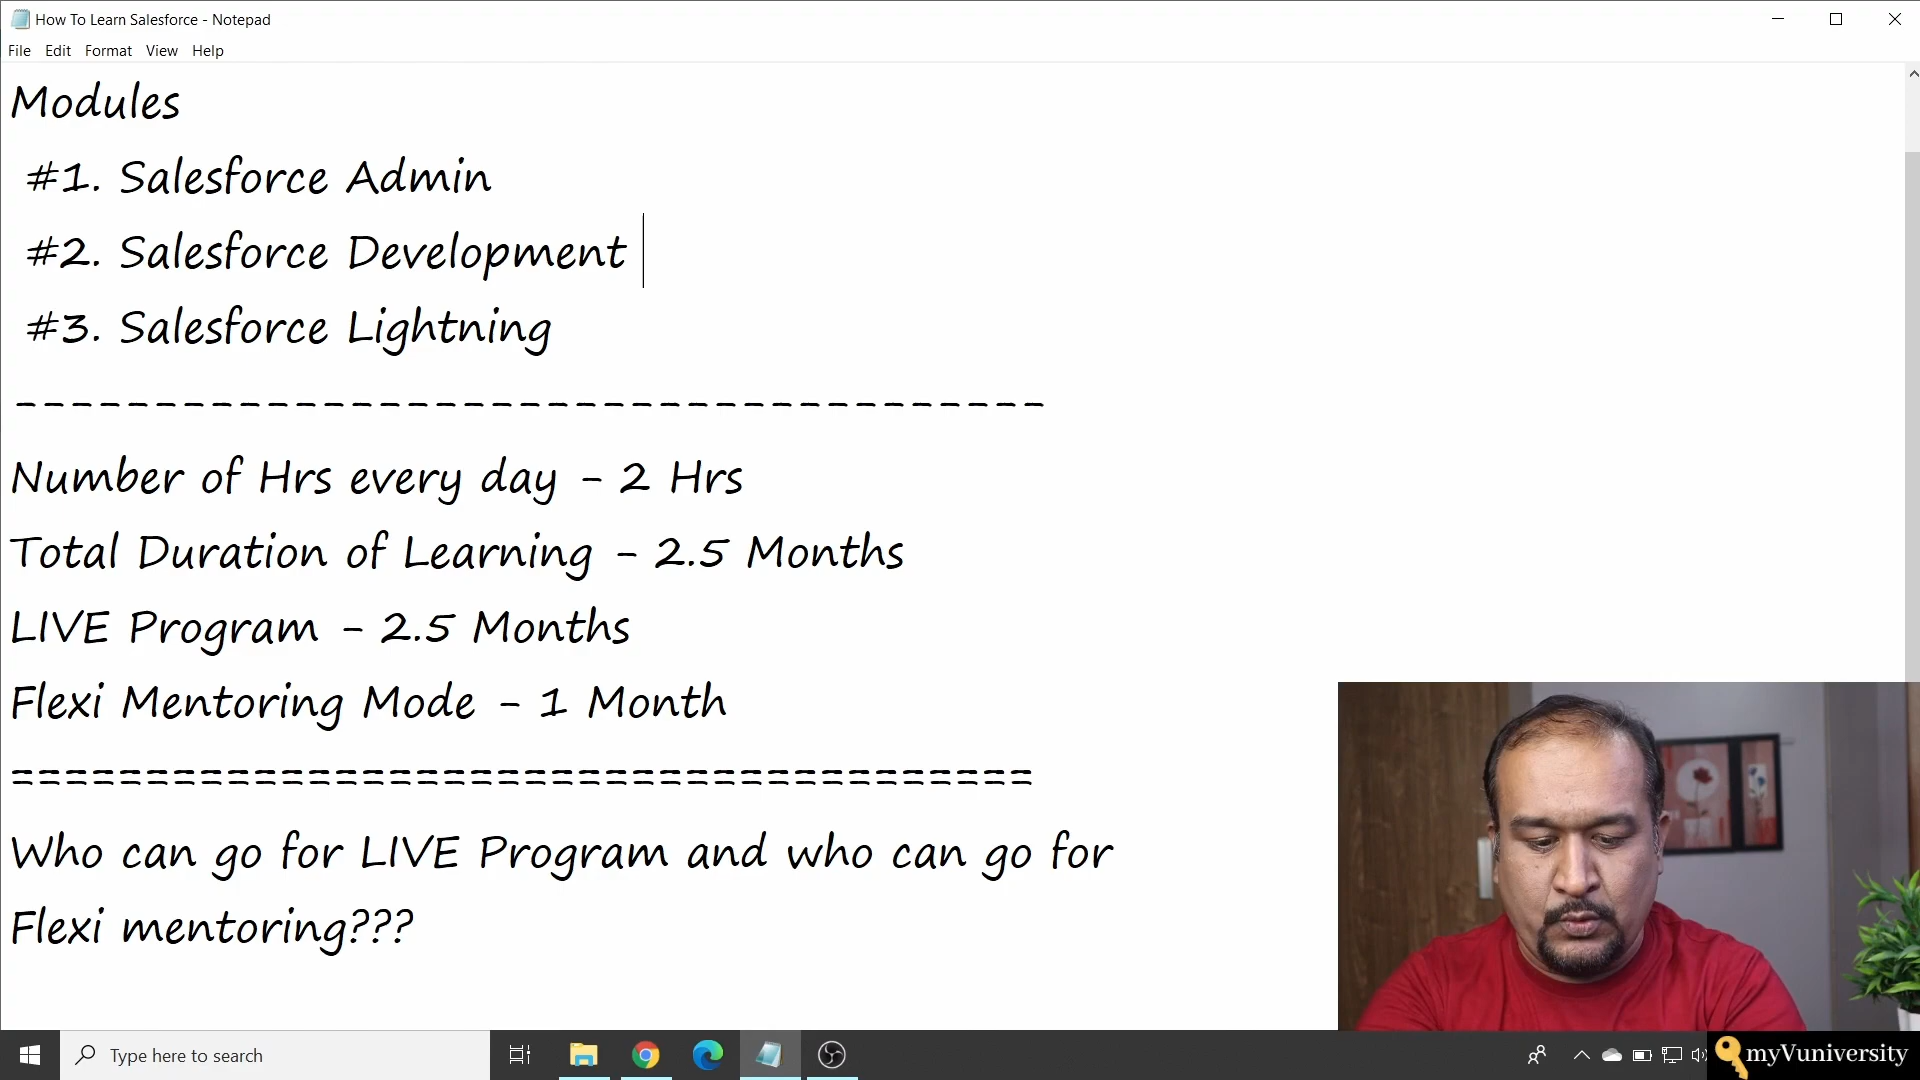 How To Learn Salesforce - Notepad
File Edit Format View Help
Modules
#1. Salesforce Admin
#2. Salesforce Development
#3. Salesforce Lightning
-------------------------------------
Number of Hrs every day - 2 Hrs
Total Duration of Learning - 2.5 Months
LIVE Program - 2.5 Months
Flexi Mentoring Mode - 1 Month
======================================
Who can go for LIVE Program and who can go for
Flexi mentoring???
Type here to search
myVuniversity